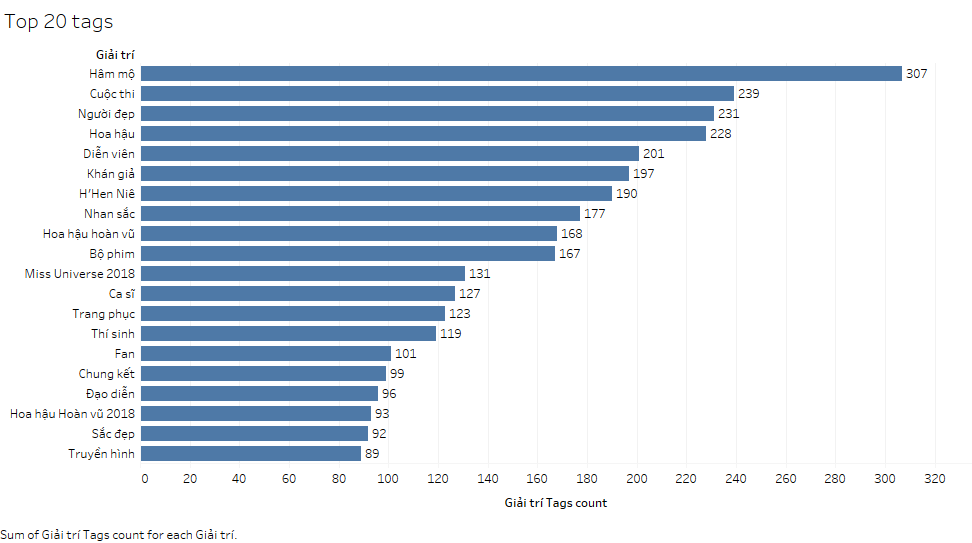 Top 20 tags
Giải trí
Hâm mộ 307
Cuộc thi 239
Người đẹp 231
Hoa hậu 228
Diễn viên 201
Khán giả 197
H'Hen Niê 190
Nhan sắc 177
Hoa hậu hoàn vũ 168
Bộ phim 167
Miss Universe 2018 131
Ca sĩ 127
Trang phục 123
Thí sinh 119
Fan 101
Chung kết 99
Đạo diễn 96
Hoa hậu Hoàn vũ 2018 93
Sắc đẹp 92
Truyền hình 89
0 20 40 60 80 100 120 140 160 180 200 220 240 260 280 300 320
Giải trí Tags count
Sum of Giải trí Tags count for each Giải trí.